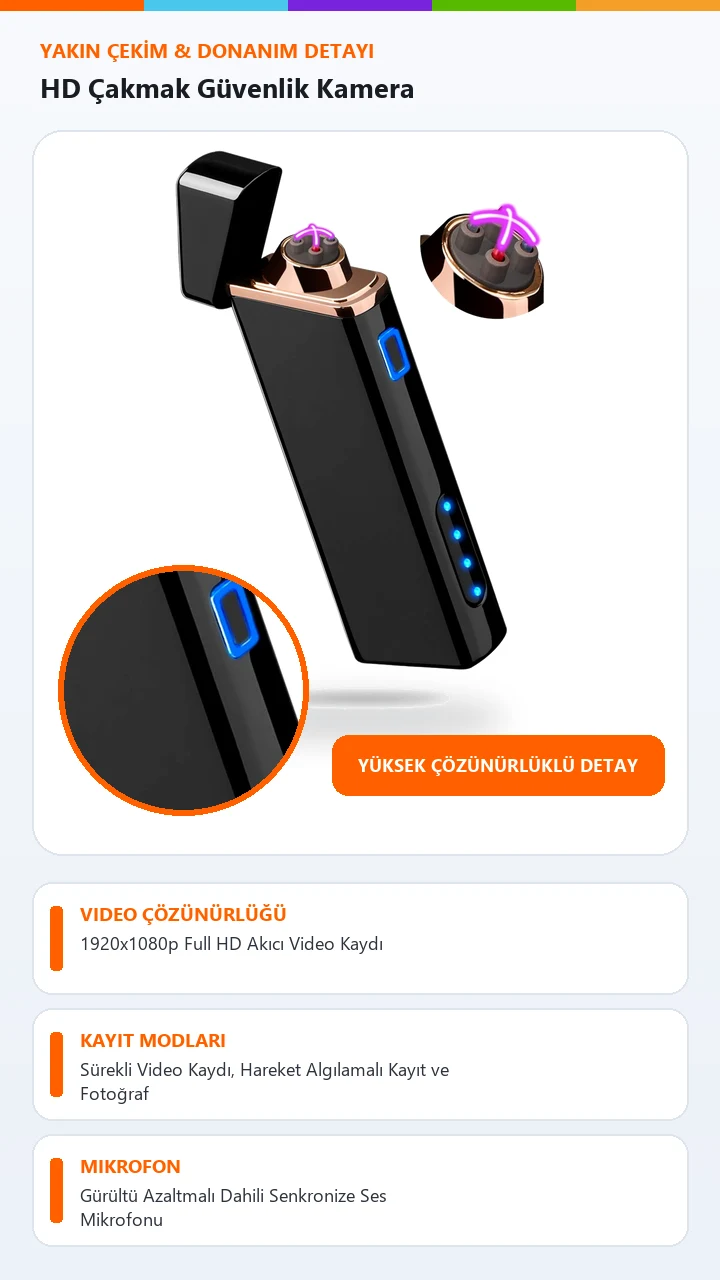 YAKIN ÇEKİM & DONANIM DETAYI
HD Çakmak Güvenlik Kamera
YÜKSEK ÇÖZÜNÜRLÜKLÜ DETAY
VIDEO ÇÖZÜNÜRLÜĞÜ
1920x1080p Full HD Akıcı Video Kaydı
KAYIT MODLARI
Sürekli Video Kaydı, Hareket Algılamalı Kayıt ve
Fotoğraf
MIKROFON
Gürültü Azaltmalı Dahili Senkronize Ses
Mikrofonu